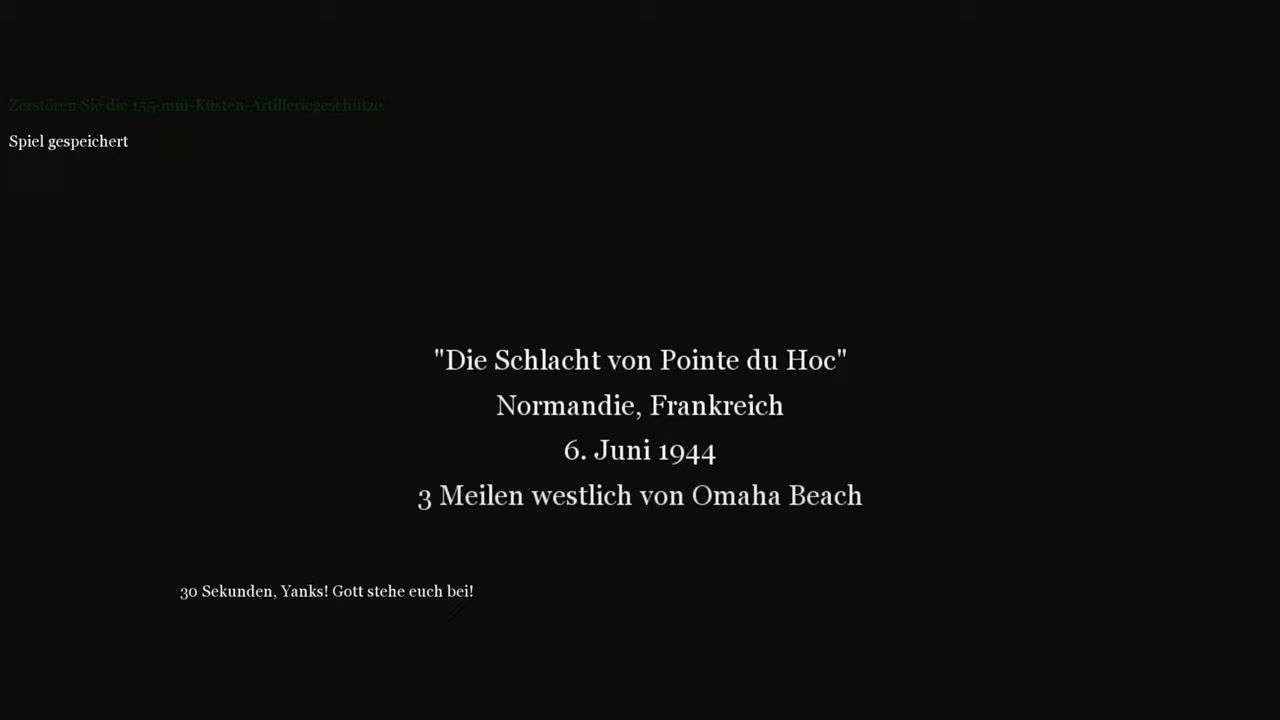 Zerstören Sie die 155-mm-Küsten-Artilleriegeschütze
Spiel gespeichert
"Die Schlacht von Pointe du Hoc"
Normandie, Frankreich
6. Juni 1944
3 Meilen westlich von Omaha Beach
30 Sekunden, Yanks! Gott stehe euch bei!